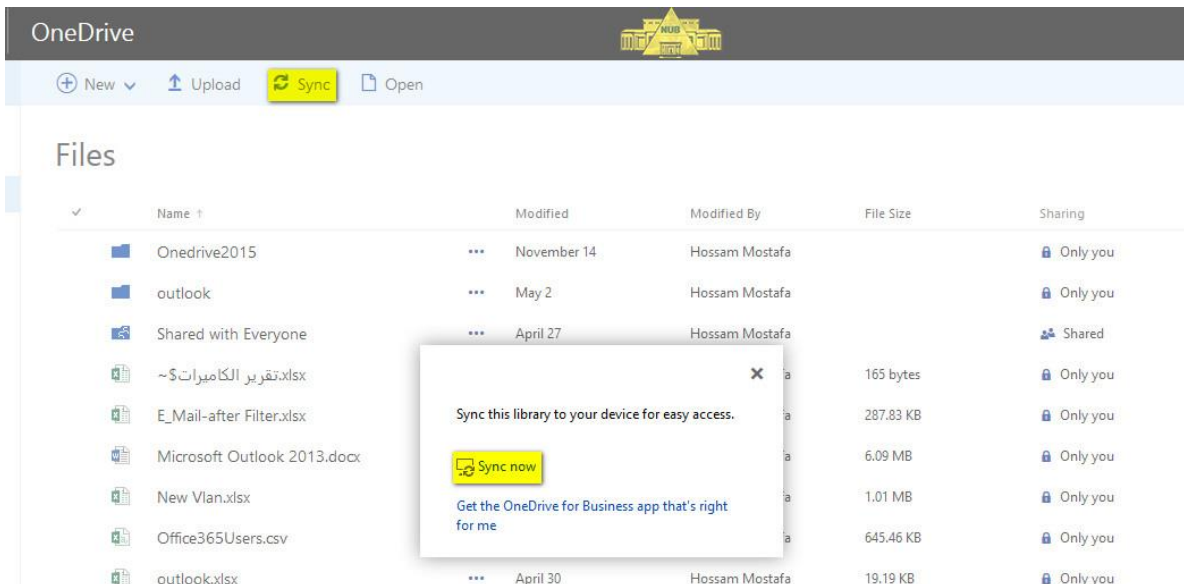 OneDrive
NUB
New Upload Sync Open
Files
Name ↑ Modified Modified By File Size Sharing
Onedrive2015 ... November 14 Hossam Mostafa Only you
outlook ... May 2 Hossam Mostafa Only you
Shared with Everyone ... April 27 Hossam Mostafa Shared
~$تقرير الكاميرات.xlsx a 165 bytes Only you
E_Mail-after Filter.xlsx a 287.83 KB Only you
Microsoft Outlook 2013.docx a 6.09 MB Only you
New Vlan.xlsx a 1.01 MB Only you
Office365Users.csv a 645.46 KB Only you
outlook.xlsx ... April 30 Hossam Mostafa 19.19 KB Only you
Sync this library to your device for easy access.
Sync now
Get the OneDrive for Business app that's right
for me